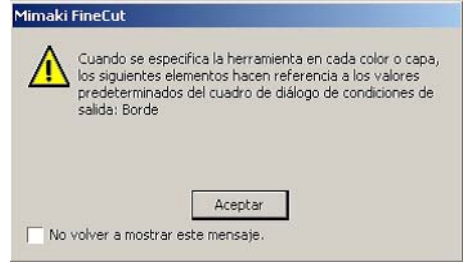 Mimaki FineCut
Cuando se especifica la herramienta en cada color o capa,
los siguientes elementos hacen referencia a los valores
predeterminados del cuadro de diálogo de condiciones de
salida: Borde
Aceptar
No volver a mostrar este mensaje.